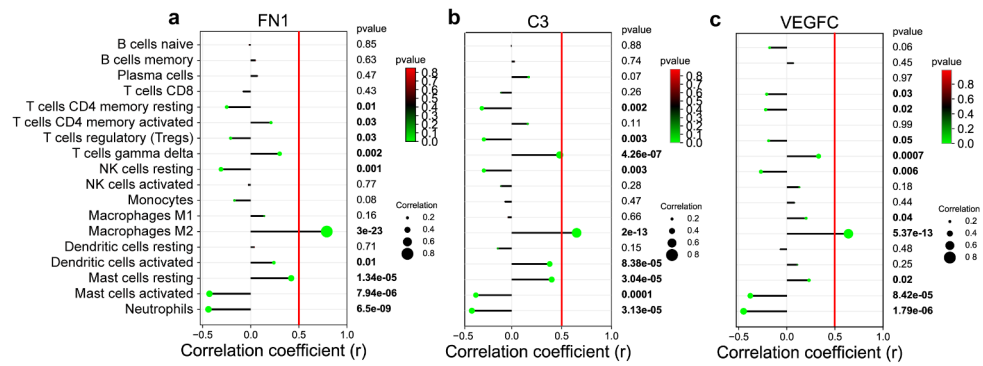 a
FN1
pvalue
B cells naive 0.85
B cells memory 0.63
Plasma cells 0.47
T cells CD8 0.43
T cells CD4 memory resting 0.01
T cells CD4 memory activated 0.03
T cells regulatory (Tregs) 0.03
T cells gamma delta 0.002
NK cells resting 0.001
NK cells activated 0.77
Monocytes 0.08
Macrophages M1 0.16
Macrophages M2 3e-23
Dendritic cells resting 0.71
Dendritic cells activated 0.01
Mast cells resting 1.34e-05
Mast cells activated 7.94e-06
Neutrophils 6.5e-09
−0.5 0.0 0.5 1.0
Correlation coefficient (r)
pvalue
0.8
0.7
0.6
0.5
0.4
0.3
0.2
0.1
0.0
Correlation
0.2
0.4
0.6
0.8
b
C3
pvalue
0.88
0.74
0.07
0.26
0.002
0.11
0.003
4.26e-07
0.003
0.28
0.47
0.66
2e-13
0.15
8.38e-05
3.04e-05
0.0001
3.13e-05
−0.5 0.0 0.5 1.0
Correlation coefficient (r)
pvalue
0.8
0.7
0.6
0.5
0.4
0.3
0.2
0.1
0.0
Correlation
0.2
0.4
0.6
0.8
c
VEGFC
pvalue
0.06
0.45
0.97
0.03
0.02
0.99
0.05
0.0007
0.006
0.18
0.44
0.04
5.37e-13
0.48
0.25
0.02
8.42e-05
1.79e-06
−0.5 0.0 0.5 1.0
Correlation coefficient (r)
pvalue
0.8
0.6
0.4
0.2
0.0
Correlation
0.2
0.4
0.6
0.8